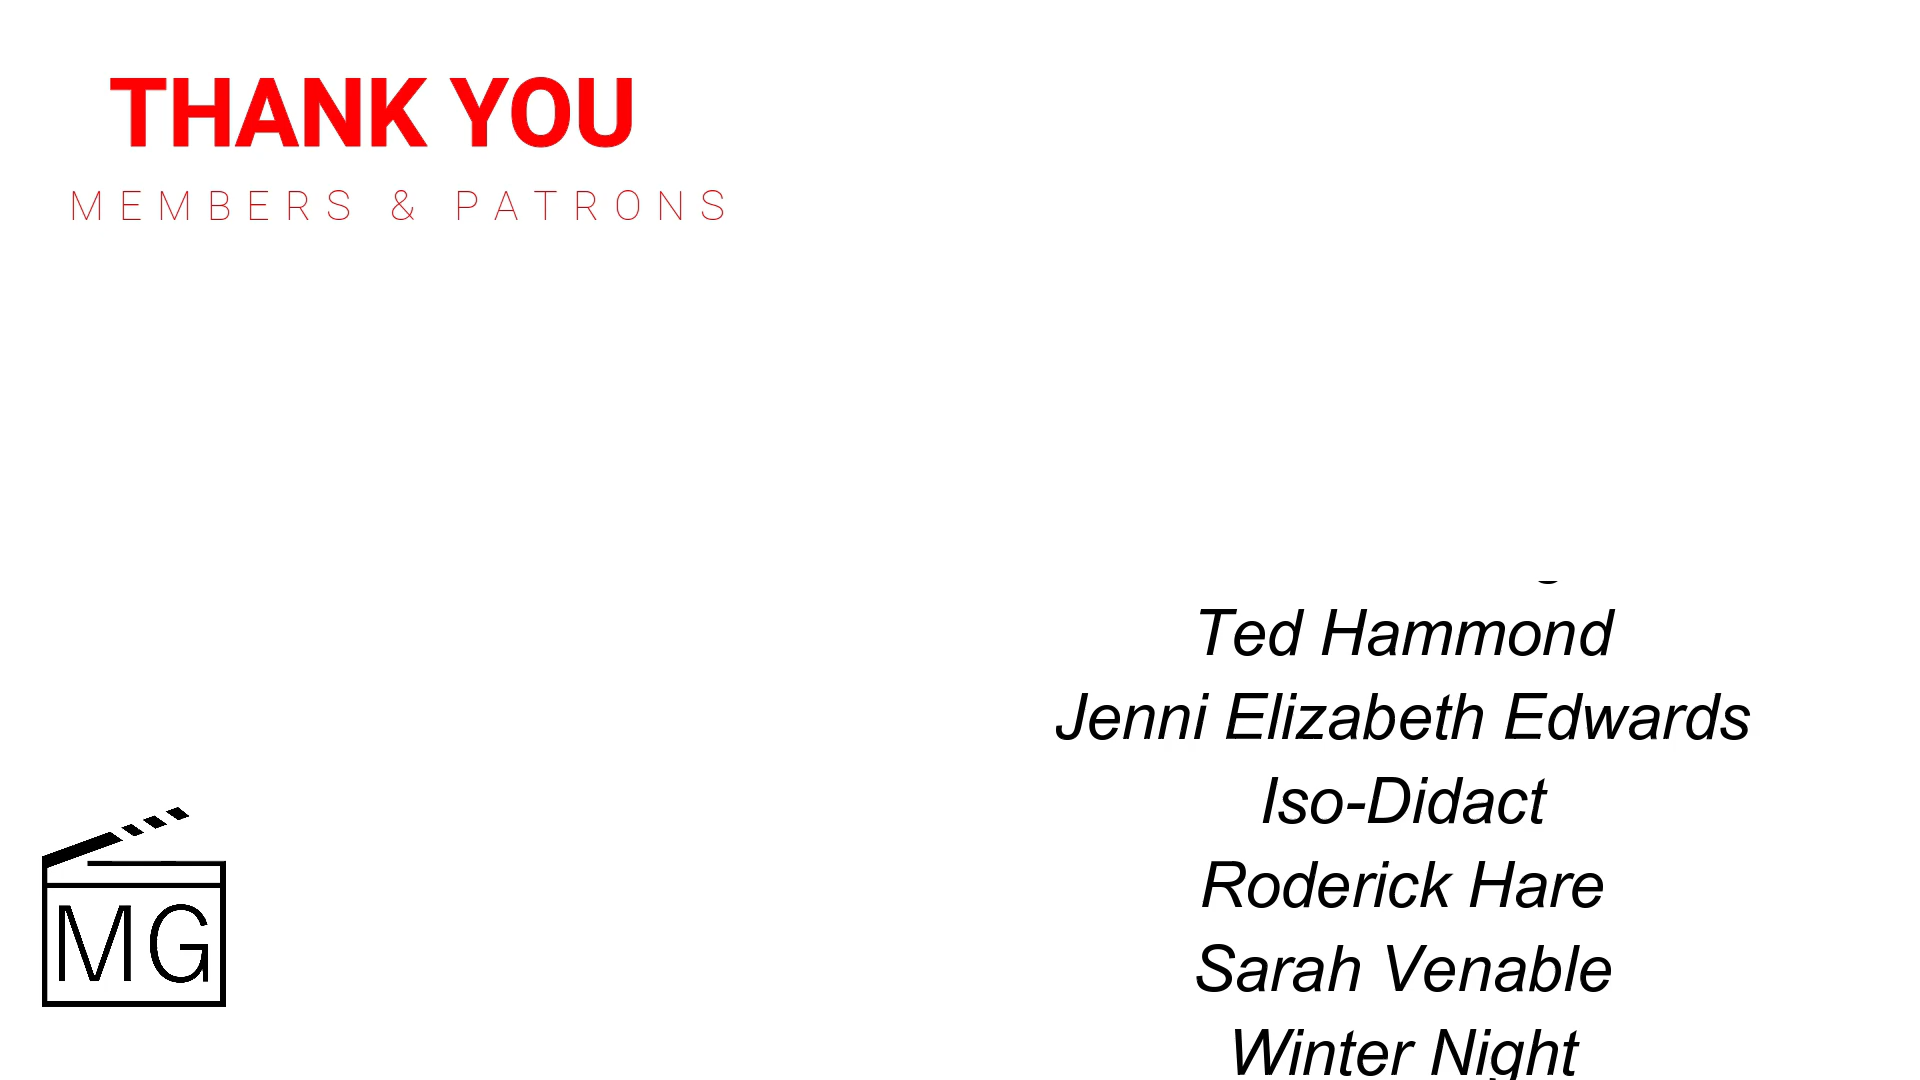 THANK YOU
MEMBERS & PATRONS
Ted Hammond
Jenni Elizabeth Edwards
Iso-Didact
Roderick Hare
Sarah Venable
Winter Night
MG